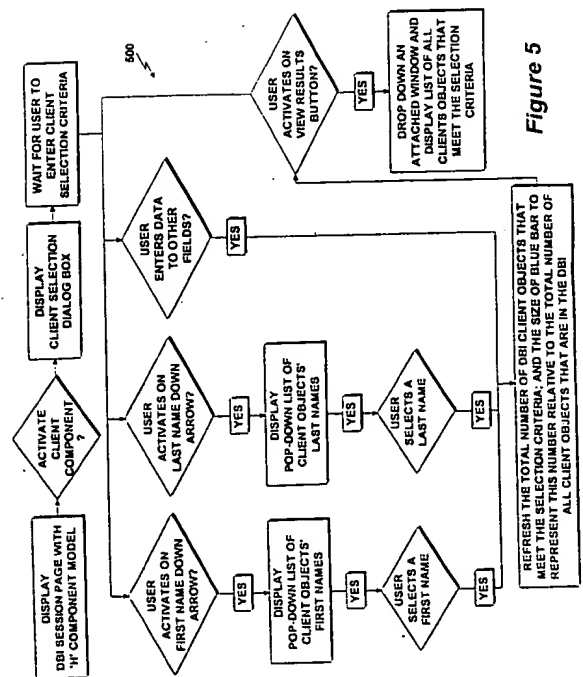 DISPLAY
DBI SESSION PAGE WITH
'H' COMPONENT MODEL
ACTIVATE
CLIENT
COMPONENT
?
DISPLAY
CLIENT SELECTION
DIALOG BOX
WAIT FOR USER TO
ENTER CLIENT
SELECTION CRITERIA
500
USER
ACTIVATES ON
FIRST NAME DOWN
ARROW?
YES
DISPLAY
POP-DOWN LIST OF
CLIENT OBJECTS'
FIRST NAMES
YES
USER
SELECTS A
FIRST NAME
YES
USER
ACTIVATES ON
LAST NAME DOWN
ARROW?
YES
DISPLAY
POP-DOWN LIST OF
CLIENT OBJECTS'
LAST NAMES
YES
USER
SELECTS A
LAST NAME
YES
USER
ENTERS DATA
TO OTHER
FIELDS?
YES
USER
ACTIVATES ON
VIEW RESULTS
BUTTON?
YES
DROP DOWN AN
ATTACHED WINDOW AND
DISPLAY LIST OF ALL
CLIENTS OBJECTS THAT
MEET THE SELECTION
CRITERIA
REFRESH THE TOTAL NUMBER OF DBI CLIENT OBJECTS THAT
MEET THE SELECTION CRITERIA; AND THE SIZE OF BLUE BAR TO
REPRESENT THIS NUMBER RELATIVE TO THE TOTAL NUMBER OF
ALL CLIENT OBJECTS THAT ARE IN THE DBI
Figure 5